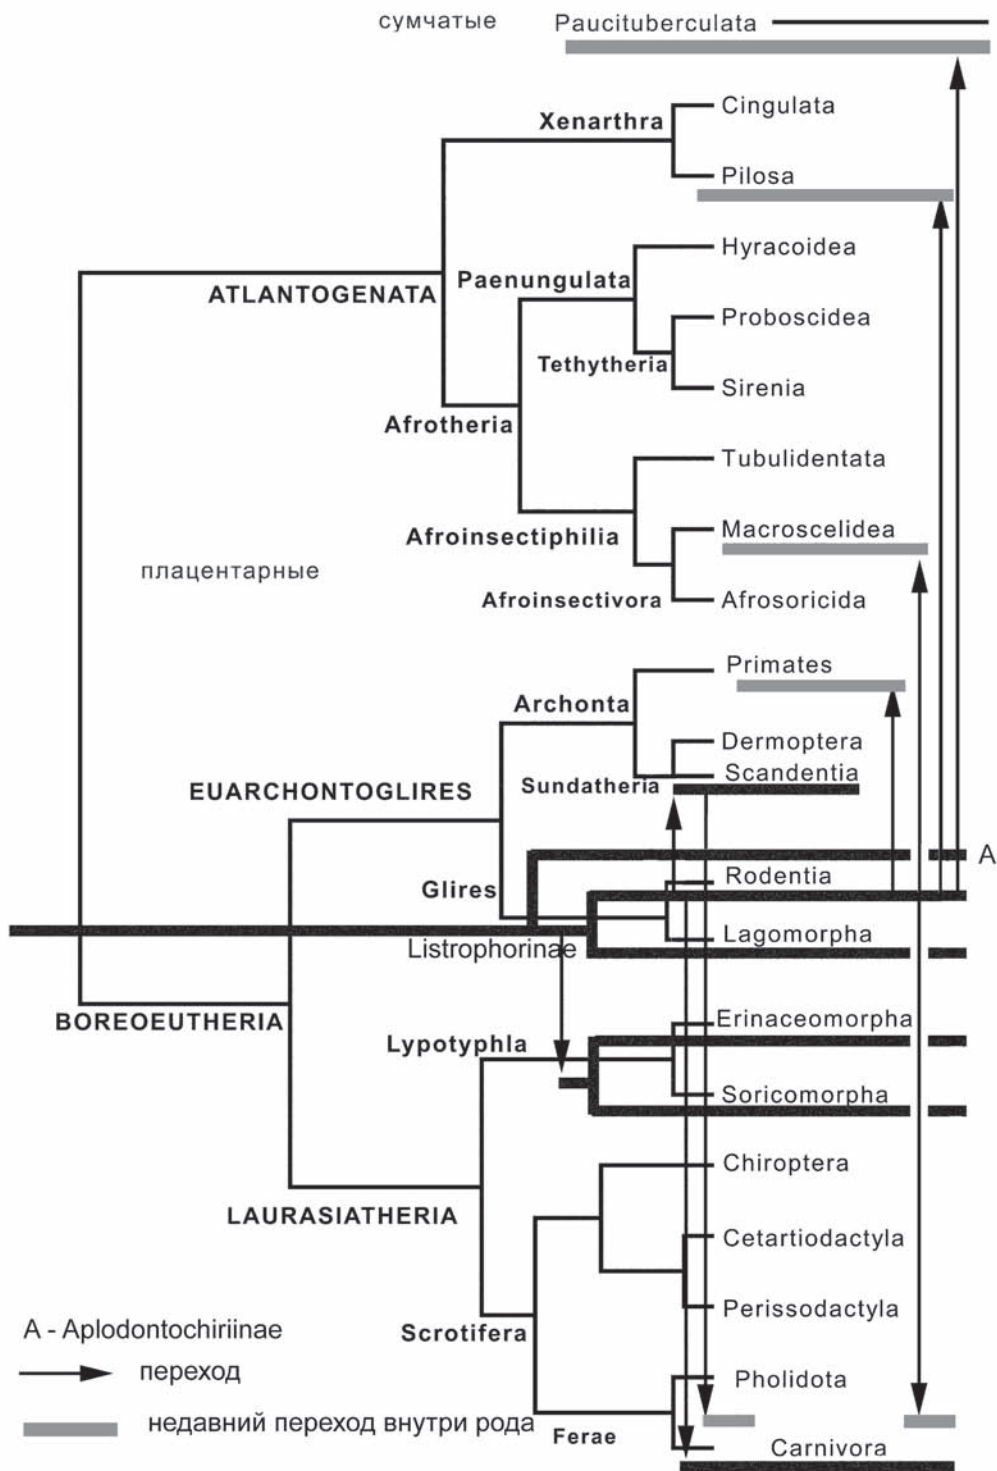 сумчатые Paucituberculata
Cingulata
Xenarthra
Pilosa
Hyracoidea
Paenungulata
ATLANTOGENATA
Proboscidea
Tethytheria
Sirenia
Afrotheria
Tubulidentata
Macroscelidea
Afroinsectiphilia
плацентарные
Afroinsectivora Afrosoricida
Primates
Archonta
Dermoptera
Scandentia
Sundatheria
EUARCHONTOGLIRES
A
Rodentia
Glires
Lagomorpha
Listrophorinae
Erinaceomorpha
BOREOEUTHERIA
Lypotyphla
Soricomorpha
Chiroptera
LAURASIATHERIA
Cetartiodactyla
Perissodactyla
A - Aplodontochiriinae
Scrotifera
переход
Pholidota
недавний переход внутри рода
Ferae
Carnivora